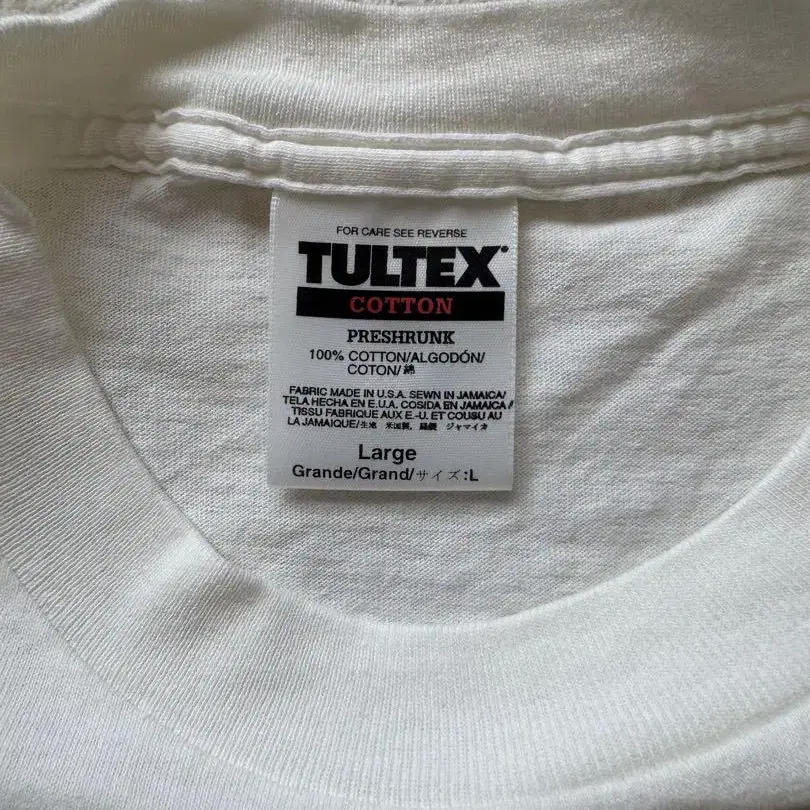 FOR CARE SEE REVERSE
TULTEX
COTTON
PRESHRUNK
100% COTTON/ALGODÓN/
COTON/綿
FABRIC MADE IN U.S.A. SEWN IN JAMAICA/
TELA HECHA EN E.U.A. COSIDA EN JAMAICA/
TISSU FABRIQUE AUX E.-U. ET COUSU AU
LA JAMAIQUE/生地 米国製, 縫製 ジャマイカ
Large
Grande/Grand/サイズ:L